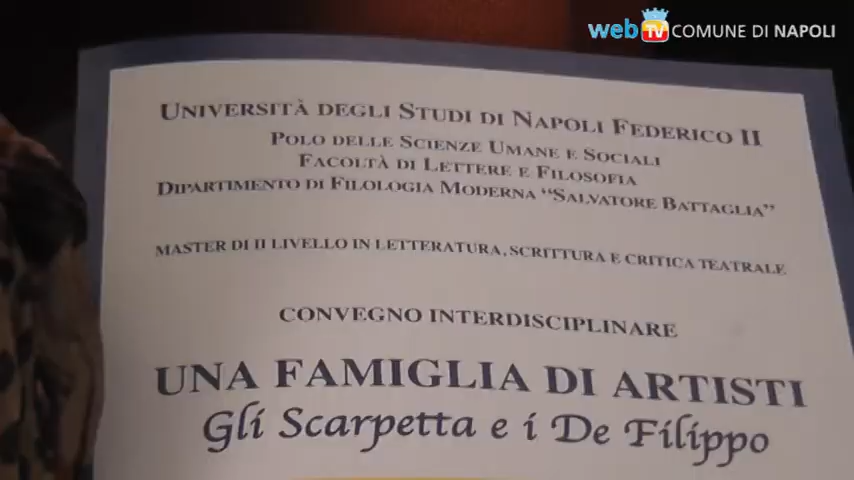 web TV COMUNE DI NAPOLI
UNIVERSITÀ DEGLI STUDI DI NAPOLI FEDERICO II
POLO DELLE SCIENZE UMANE E SOCIALI
FACOLTÀ DI LETTERE E FILOSOFIA
DIPARTIMENTO DI FILOLOGIA MODERNA “SALVATORE BATTAGLIA”
MASTER DI II LIVELLO IN LETTERATURA, SCRITTURA E CRITICA TEATRALE
CONVEGNO INTERDISCIPLINARE
UNA FAMIGLIA DI ARTISTI
Gli Scarpetta e i De Filippo